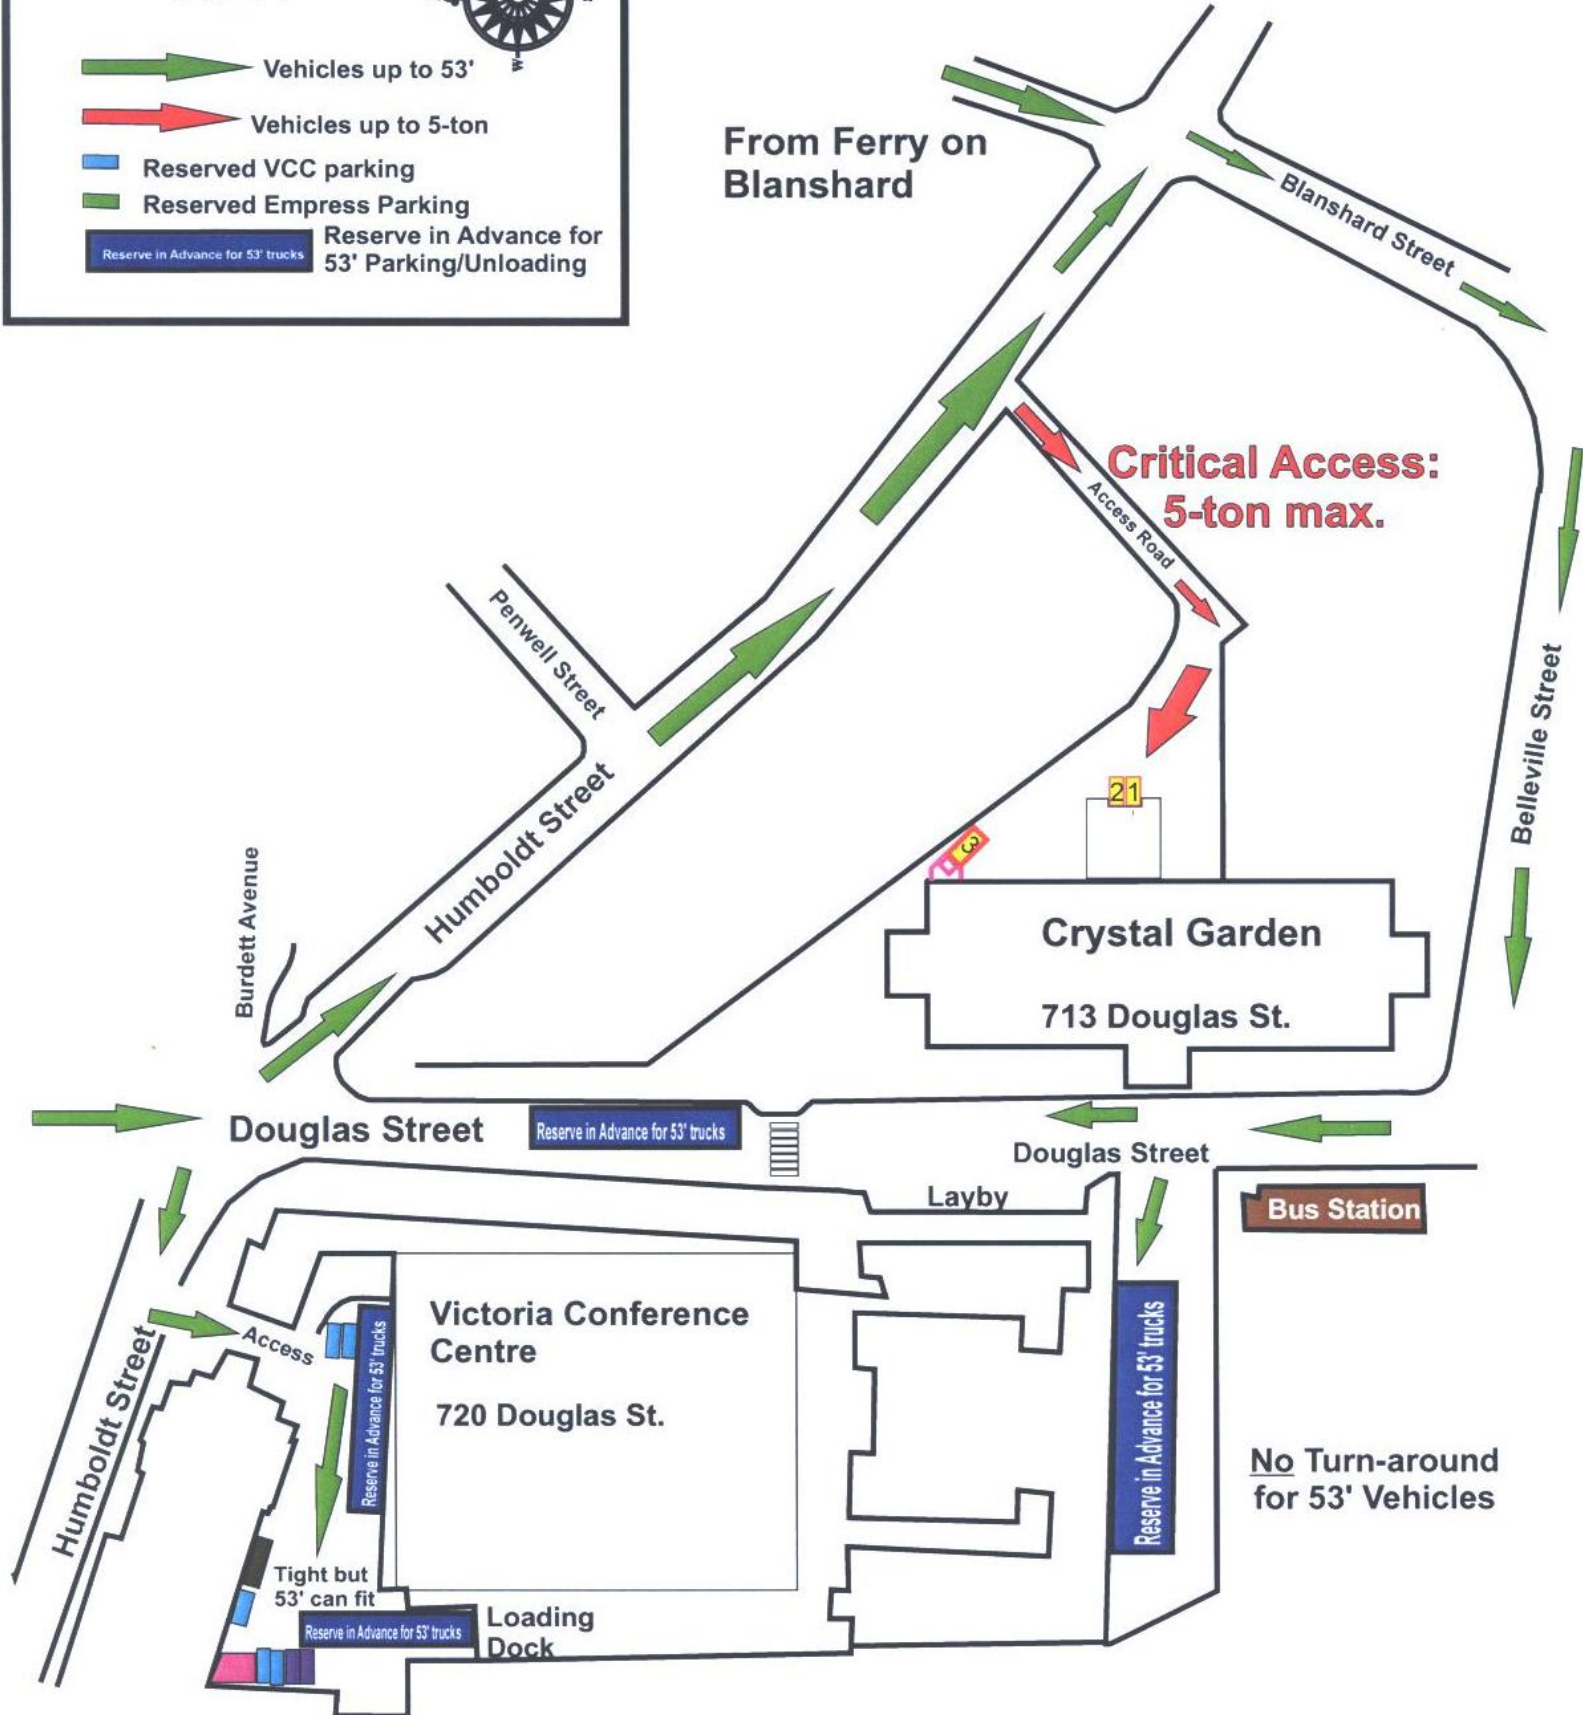 W
Vehicles up to 53'
Vehicles up to 5-ton
Reserved VCC parking
Reserved Empress Parking
Reserve in Advance for 53' trucks
Reserve in Advance for
53' Parking/Unloading
From Ferry on
Blanshard
Blanshard Street
Critical Access:
5-ton max.
Access Road
Penwell Street
Humboldt Street
Belleville Street
2 1
3
Burdett Avenue
Crystal Garden
713 Douglas St.
Douglas Street
Reserve in Advance for 53' trucks
Douglas Street
Layby
Bus Station
Victoria Conference
Centre
720 Douglas St.
Access
Humboldt Street
Reserve in Advance for 53' trucks
Reserve in Advance for 53' trucks
No Turn-around
for 53' Vehicles
Tight but
53' can fit
Reserve in Advance for 53' trucks
Loading
Dock